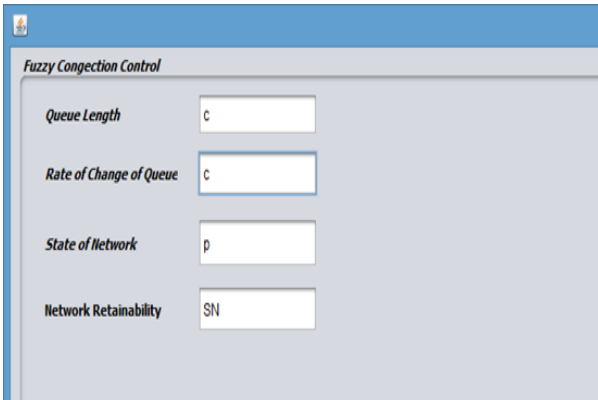 Fuzzy Congection Control
Queue Length c
Rate of Change of Queue c
State of Network p
Network Retainability SN